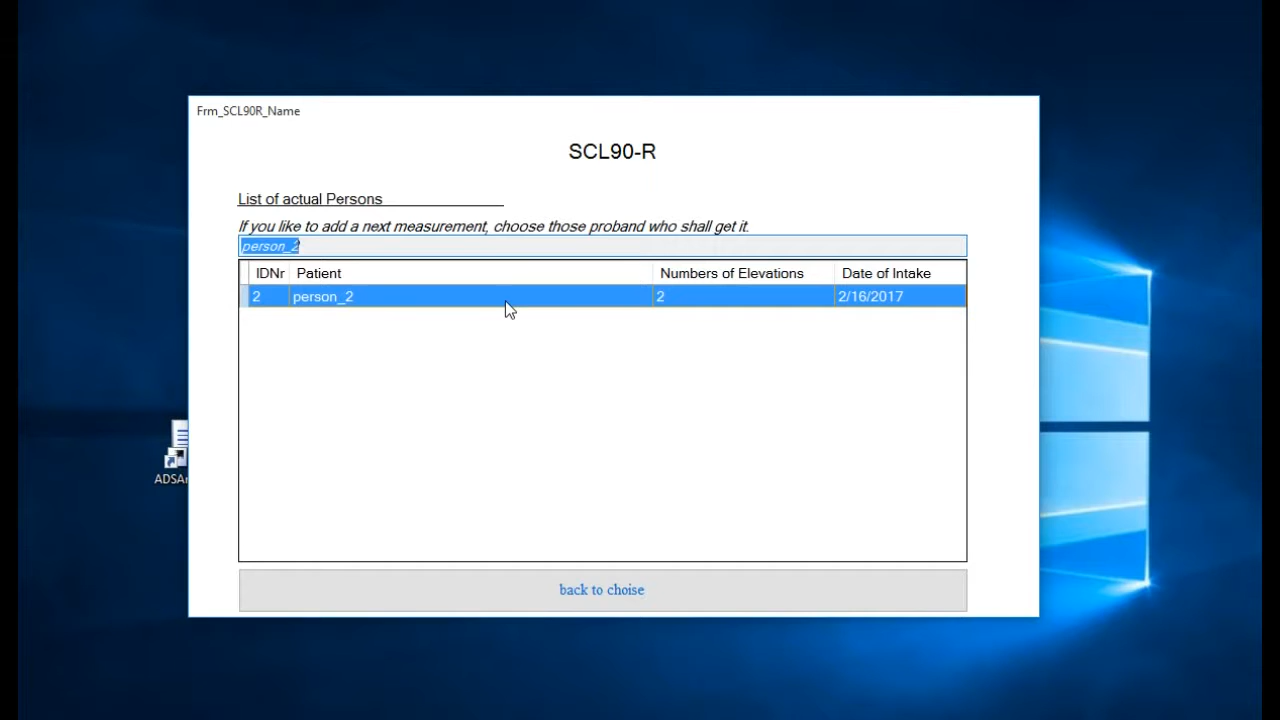 Frm_SCL90R_Name
SCL90-R
List of actual Persons
If you like to add a next measurement, choose those proband who shall get it.
person_2
IDNr Patient Numbers of Elevations Date of Intake
2 person_2 2 2/16/2017
back to choise